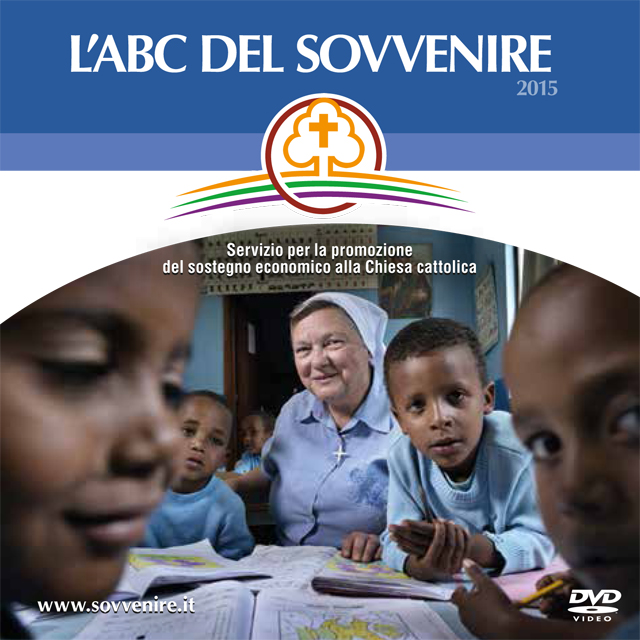 L'ABC DEL SOVVENIRE
2015
Servizio per la promozione
del sostegno economico alla Chiesa cattolica
www.sovvenire.it
DVD
VIDEO